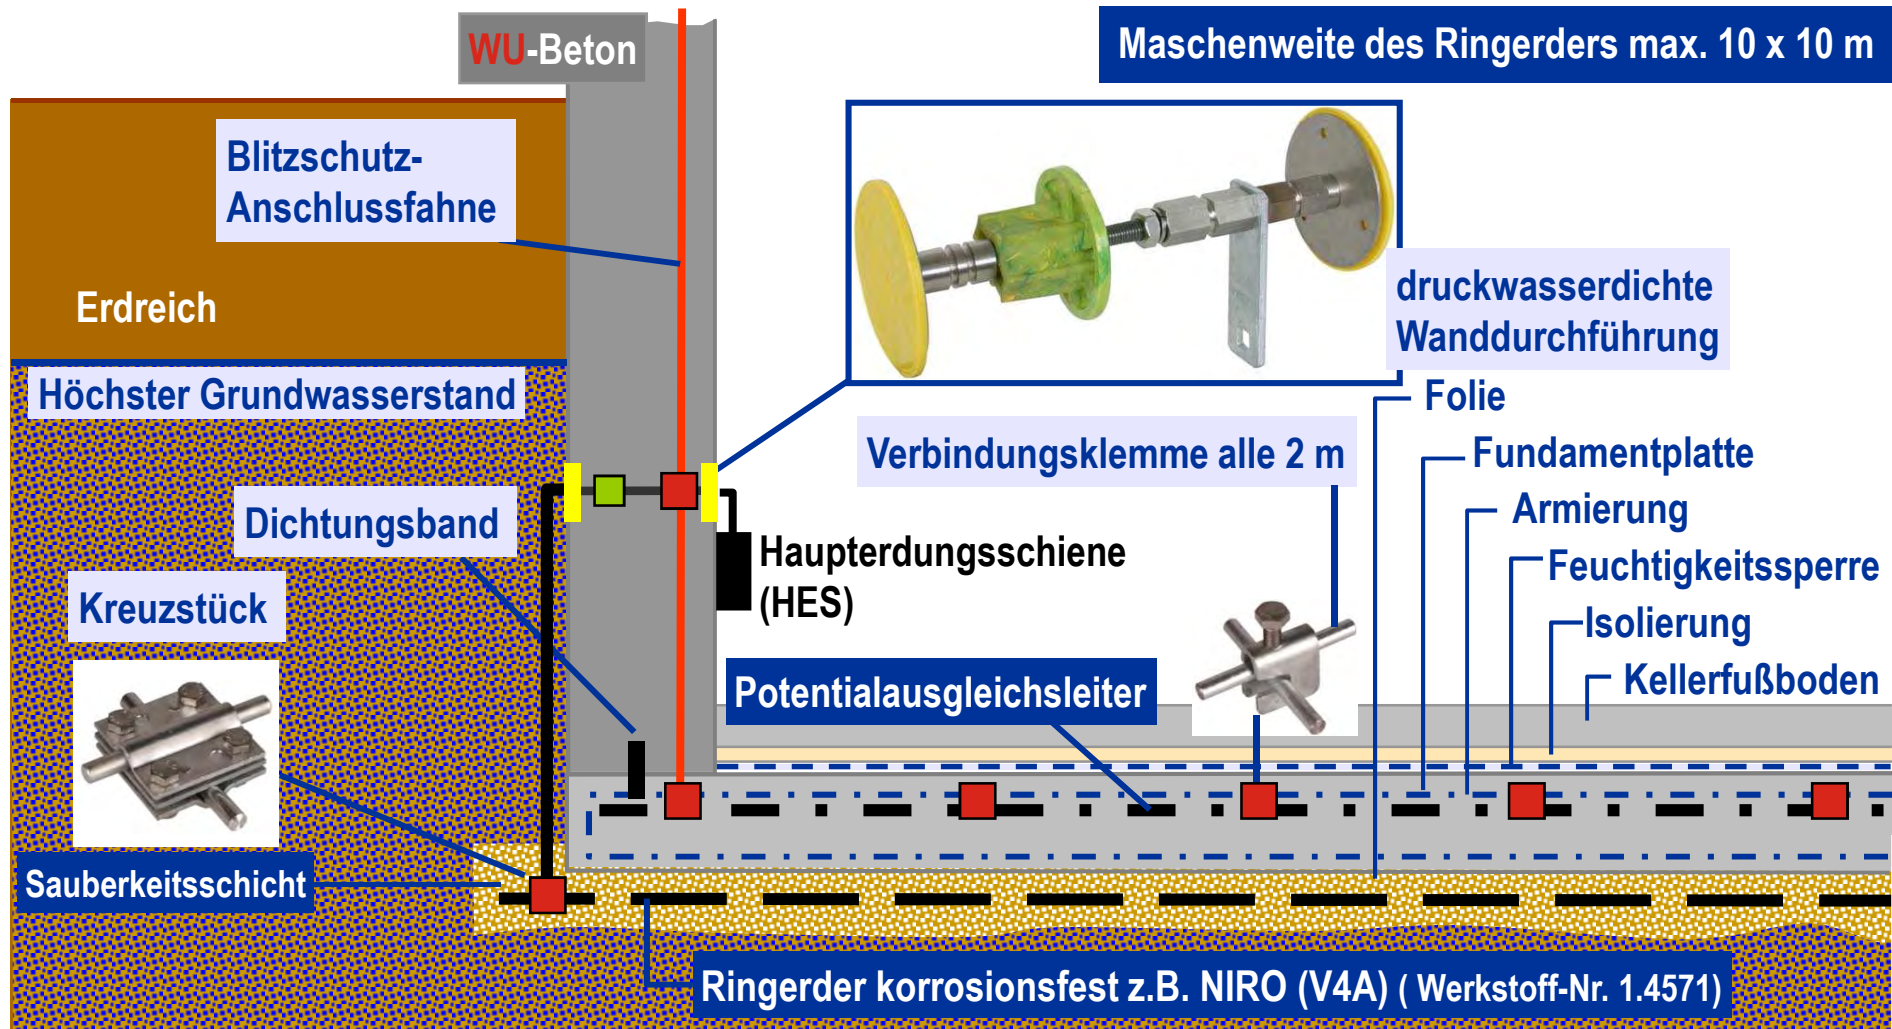 WU-Beton
Maschenweite des Ringerders max. 10 x 10 m
Blitzschutz-
Anschlussfahne
Erdreich
druckwasserdichte
Wanddurchführung
Höchster Grundwasserstand
Folie
Verbindungsklemme alle 2 m
Fundamentplatte
Dichtungsband
Armierung
Haupterdungsschiene
(HES)
Feuchtigkeitssperre
Kreuzstück
Isolierung
Potentialausgleichsleiter
Kellerfußboden
Sauberkeitsschicht
Ringerder korrosionsfest z.B. NIRO (V4A) ( Werkstoff-Nr. 1.4571)